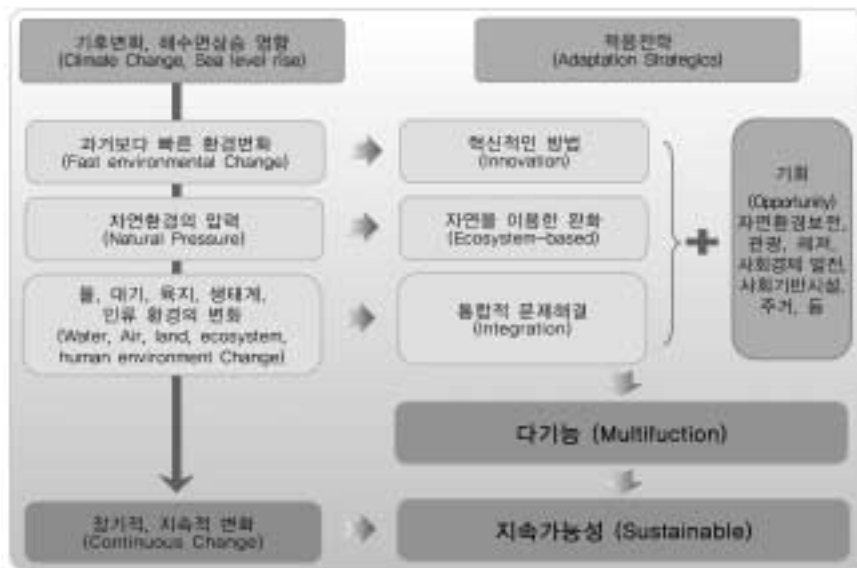 기후변화, 해수면상승 영향
(Climate Change, Sea level rise)
적응전략
(Adaptation Strategics)
과거보다 빠른 환경변화
(Fast environmental Change)
혁신적인 방법
(Innovation)
자연환경의 압력
(Natural Pressure)
자연을 이용한 완화
(Ecosystem-based)
물, 대기, 육지, 생태계,
인류 환경의 변화
(Water, Air, land, ecosystem,
human environment Change)
통합적 문제해결
(Integration)
기회
(Opportunity)
자연환경보전,
관광, 레저,
사회경제 발전,
사회기반시설,
주거, 등
다기능 (Multifuction)
장기적, 지속적 변화
(Continuous Change)
지속가능성 (Sustainable)